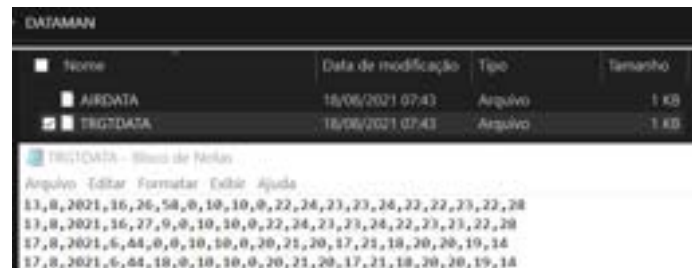 DATAMAN
Nome Data de modificação Tipo Tamanho
AIRDATA 18/08/2021 07:43 Arquivo 1 KB
TRGTDATA 18/08/2021 07:43 Arquivo 1 KB
TRGTDATA - Bloco de Notas
Arquivo Editar Formatar Exibir Ajuda
13,8,2021,16,26,58,0,10,10,0,22,24,23,23,24,22,22,23,22,28
13,8,2021,16,27,9,0,10,10,0,22,24,23,23,24,22,23,23,22,28
17,8,2021,6,44,0,0,10,10,0,20,21,20,17,21,18,20,20,19,14
17,8,2021,6,44,18,0,10,10,0,20,21,20,17,21,18,20,20,19,14